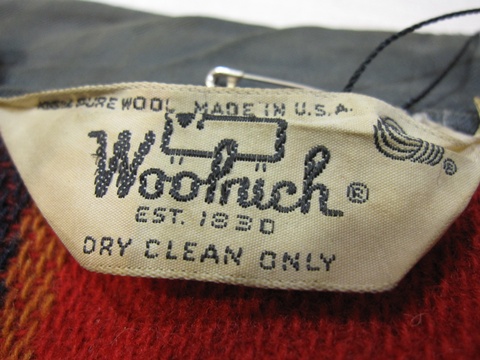 100% PURE WOOL MADE IN U.S.A.
Woolrich ®
®
EST. 1830
DRY CLEAN ONLY